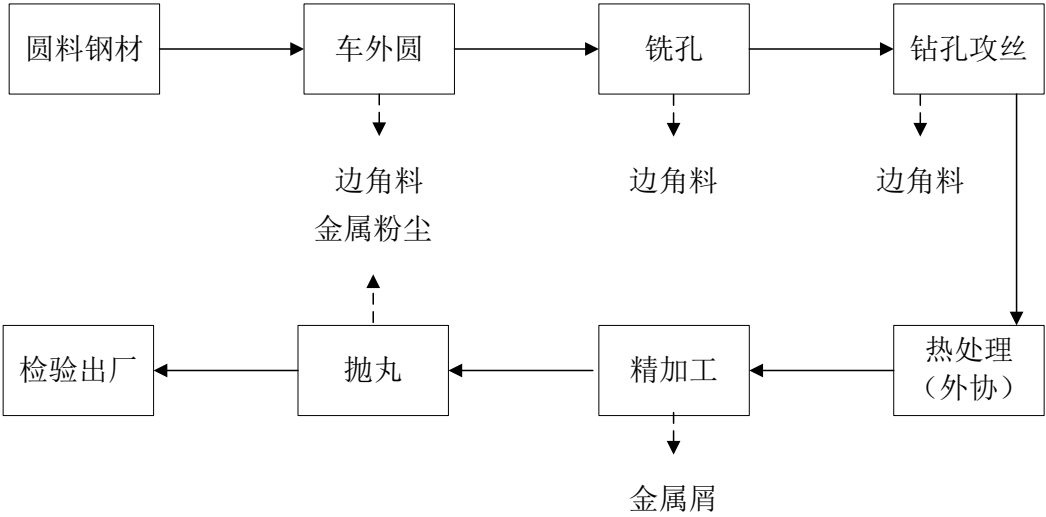 圆料钢材
车外圆
铣孔
钻孔攻丝
边角料
边角料
边角料
金属粉尘
检验出厂
抛丸
精加工
热处理
（外协）
金属屑